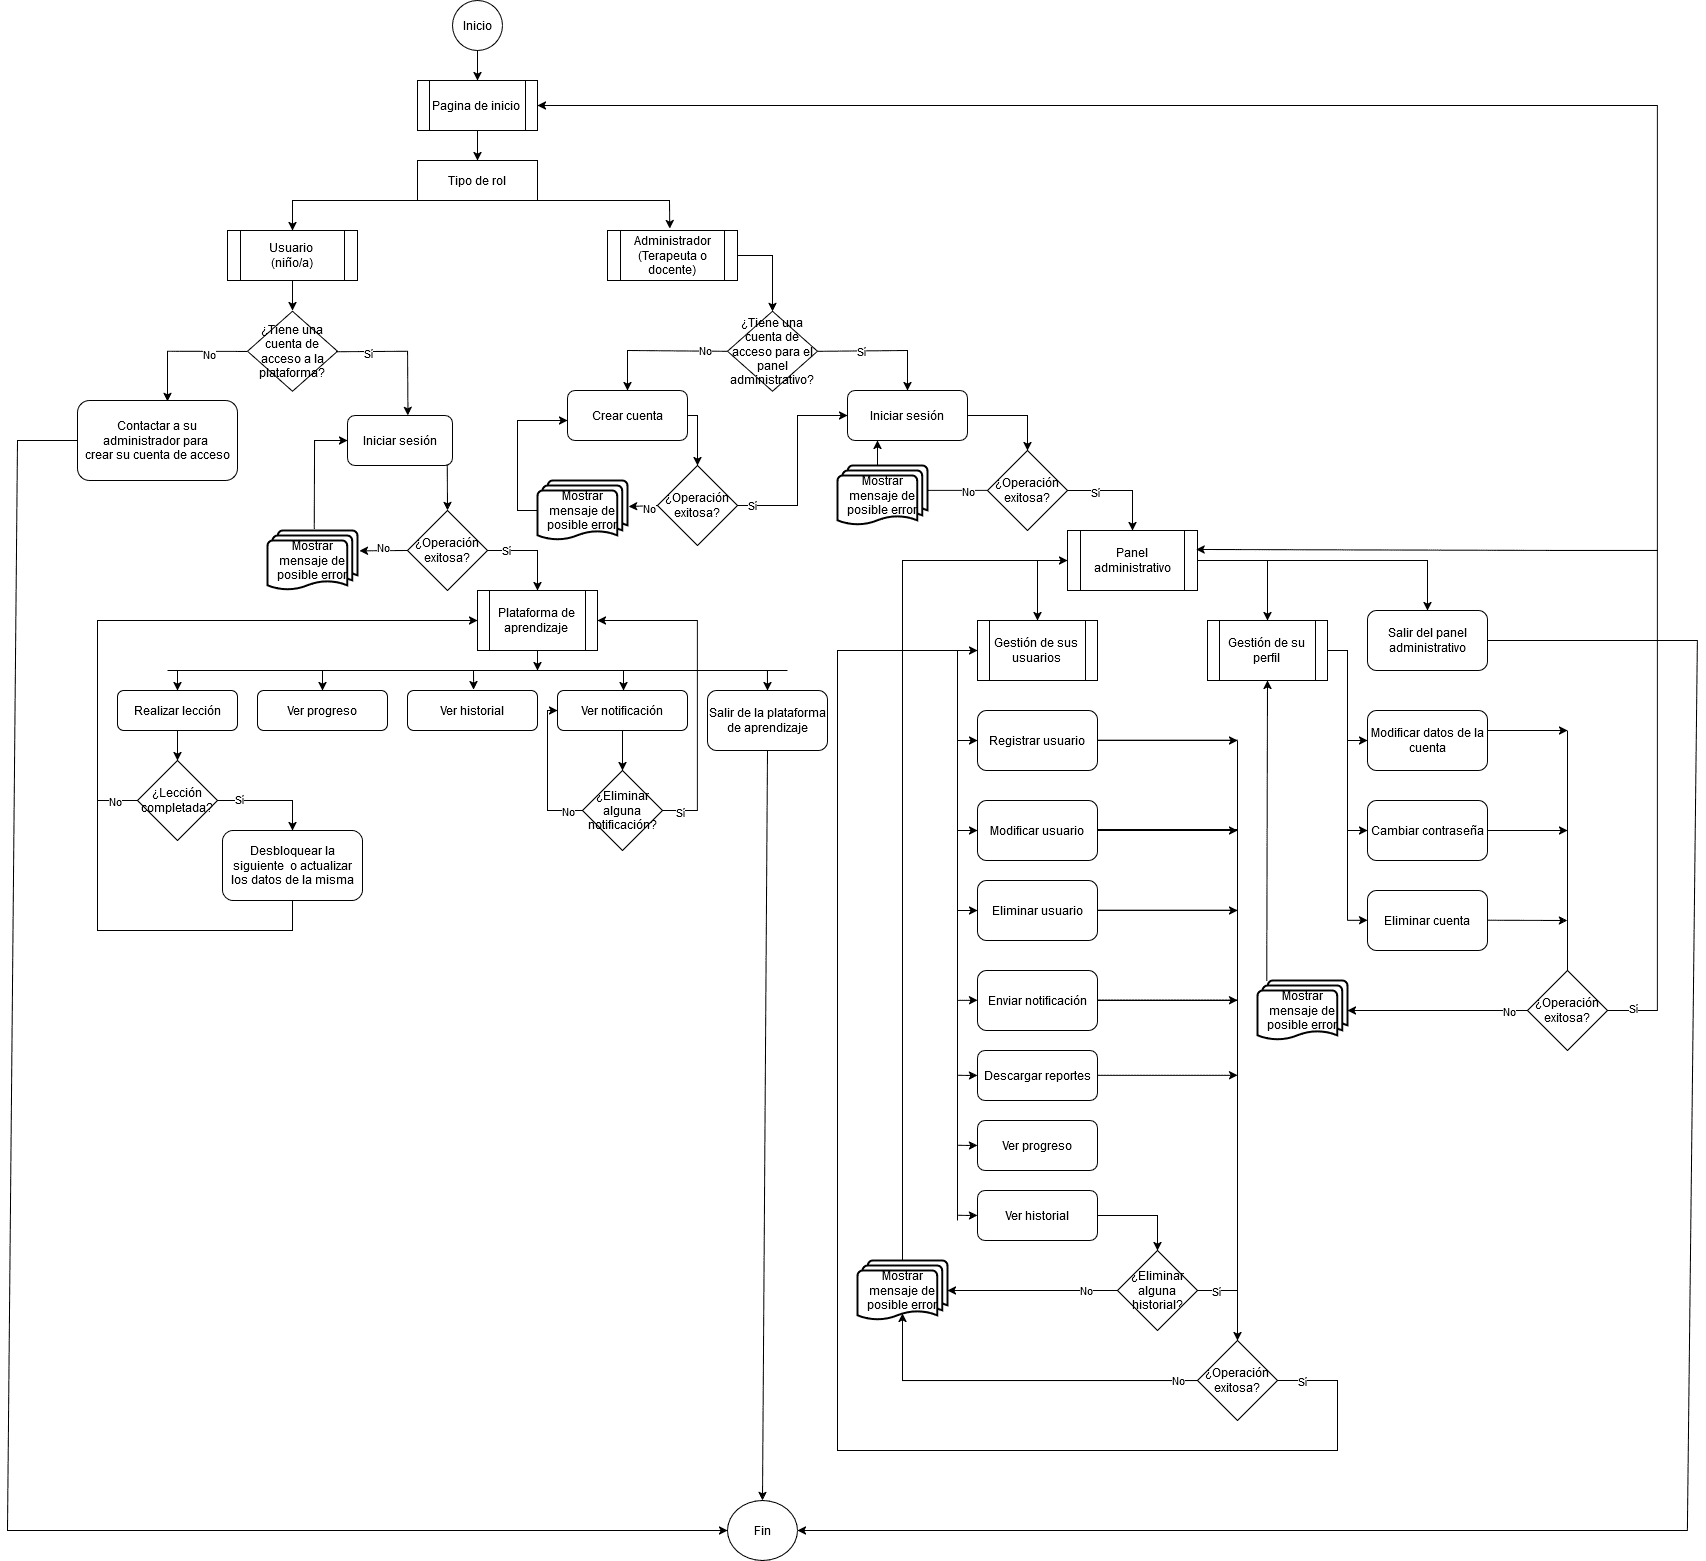 Inicio
Pagina de inicio
Tipo de rol
Usuario
(niño/a)
Administrador
(Terapeuta o
docente)
¿Tiene una
cuenta de
acceso a la
plataforma?
No
Sí
¿Tiene una
cuenta de
acceso para el
panel
administrativo?
No
Sí
Contactar a su
administrador para
crear su cuenta de acceso
Iniciar sesión
Crear cuenta
Iniciar sesión
Mostrar
mensaje de
posible error
No
¿Operación
exitosa?
Sí
Mostrar
mensaje de
posible error
No
¿Operación
exitosa?
Sí
Mostrar
mensaje de
posible error
No
¿Operación
exitosa?
Sí
Panel
administrativo
Plataforma de
aprendizaje
Gestión de sus
usuarios
Gestión de su
perfil
Salir del panel
administrativo
Realizar lección
Ver progreso
Ver historial
Ver notificación
Salir de la plataforma
de aprendizaje
No
¿Lección
completada?
Sí
No
¿Eliminar
alguna
notificación?
Sí
Desbloquear la
siguiente o actualizar
los datos de la misma
Registrar usuario
Modificar usuario
Eliminar usuario
Enviar notificación
Descargar reportes
Ver progreso
Ver historial
Modificar datos de la
cuenta
Cambiar contraseña
Eliminar cuenta
Mostrar
mensaje de
posible error
No
¿Operación
exitosa?
Sí
Mostrar
mensaje de
posible error
No
¿Eliminar
alguna
historial?
Sí
No
¿Operación
exitosa?
Sí
Fin